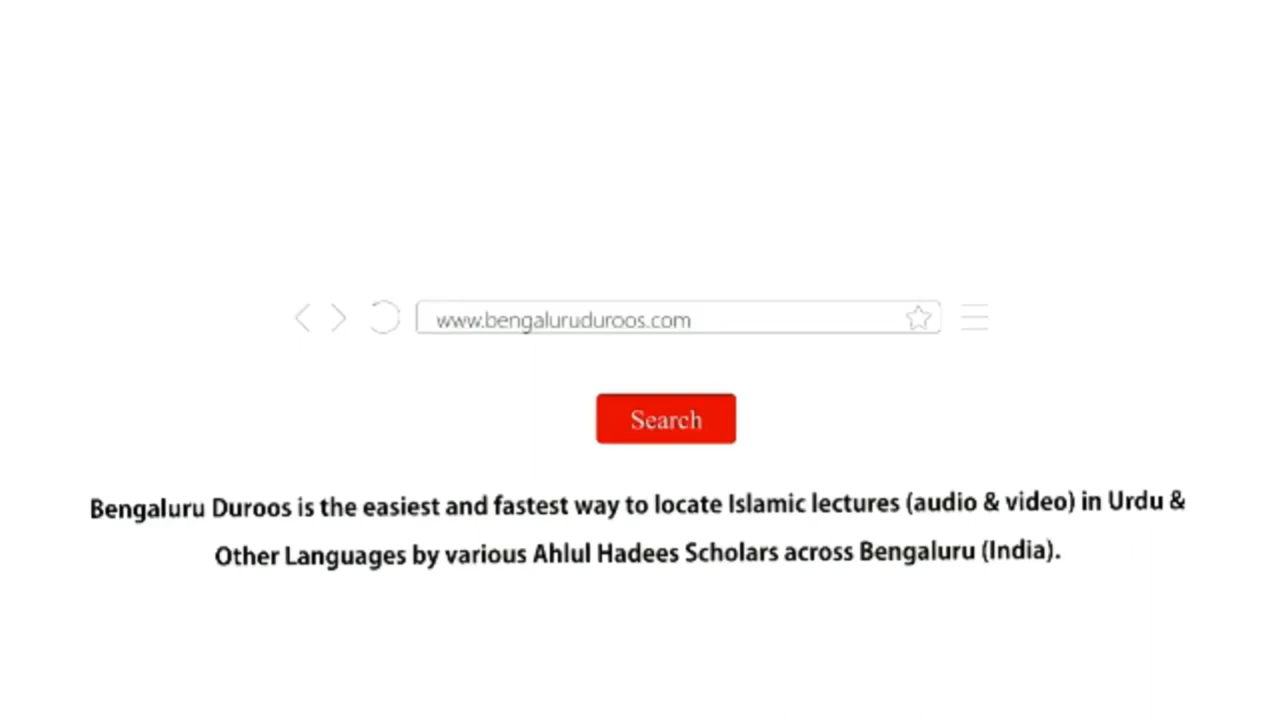 www.bengaluruduroos.com
Search
Bengaluru Duroos is the easiest and fastest way to locate Islamic lectures (audio & video) in Urdu &
Other Languages by various Ahlul Hadees Scholars across Bengaluru (India).